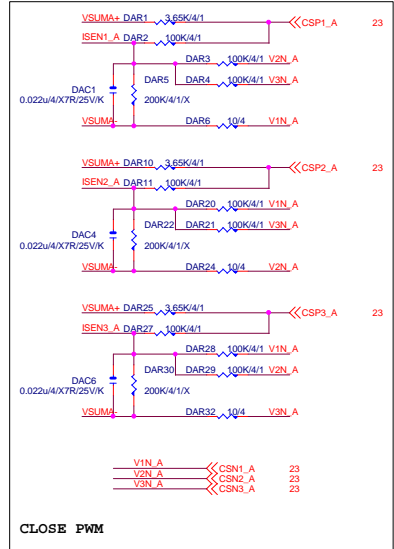 VSUMA+ DAR1 3.65K/4/1 CSP1_A 23
ISEN1_A DAR2 100K/4/1
DAR3 100K/4/1 V2N_A
DAC1 DAR5 DAR4 100K/4/1 V3N_A
0.022u/4/X7R/25V/K 200K/4/1/X
VSUMA- DAR6 10/4 V1N_A
VSUMA+ DAR10 3.65K/4/1 CSP2_A 23
ISEN2_A DAR11 100K/4/1
DAR20 100K/4/1 V1N_A
DAC4 DAR22 DAR21 100K/4/1 V3N_A
0.022u/4/X7R/25V/K 200K/4/1/X
VSUMA- DAR24 10/4 V2N_A
VSUMA+ DAR25 3.65K/4/1 CSP3_A 23
ISEN3_A DAR27 100K/4/1
DAR28 100K/4/1 V1N_A
DAC6 DAR30 DAR29 100K/4/1 V2N_A
0.022u/4/X7R/25V/K 200K/4/1/X
VSUMA- DAR32 10/4 V3N_A
V1N_A CSN1_A 23
V2N_A CSN2_A 23
V3N_A CSN3_A 23
CLOSE PWM